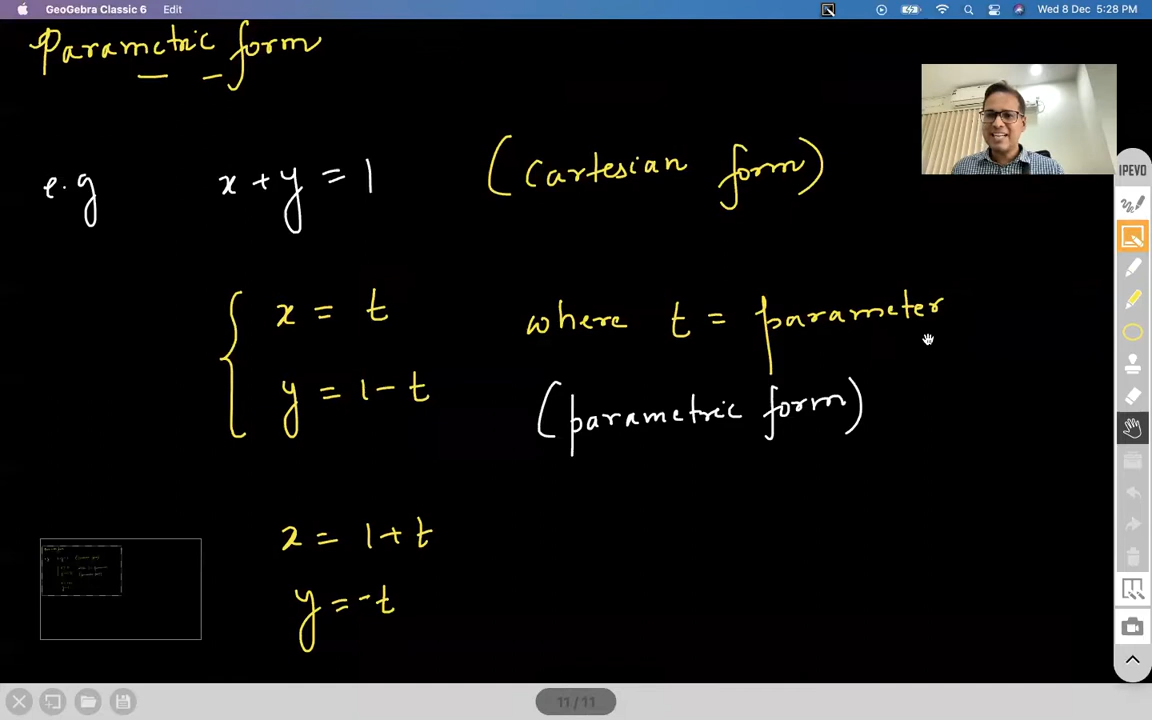 GeoGebra Classic 6 Edit Wed 8 Dec 5:28 PM
Parametric form
e.g x + y = 1 (Cartesian form)
IPEVO
x = t where t = parameter
y = 1 - t (parametric form)
x = 1 + t
y = -t
11 / 11